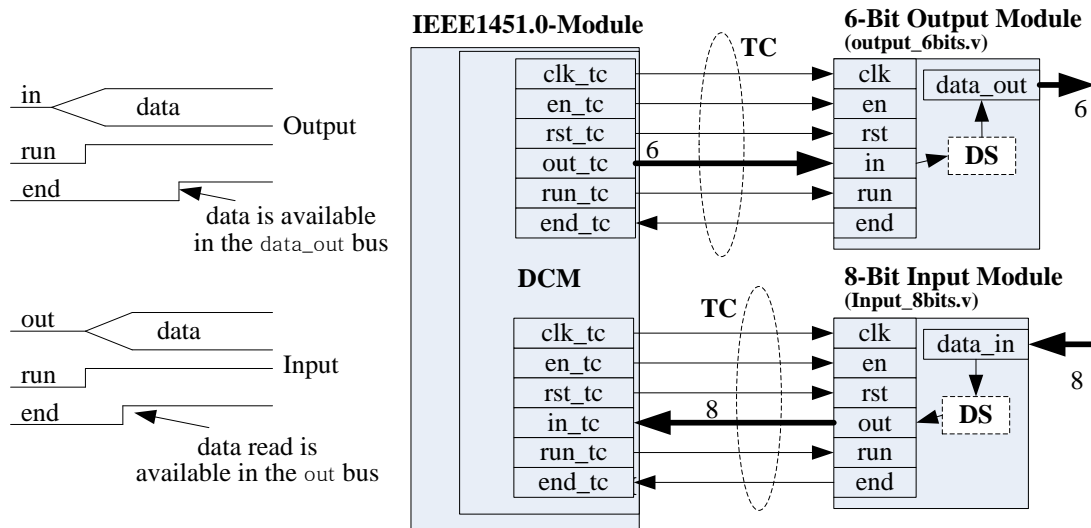 in
data
Output
run
end
data is available
in the data_out bus
out
data
Input
run
end
data read is
available in the out bus
IEEE1451.0-Module
clk_tc
en_tc
rst_tc
out_tc
run_tc
end_tc
DCM
clk_tc
en_tc
rst_tc
in_tc
run_tc
end_tc
TC
6
TC
8
6-Bit Output Module
(output_6bits.v)
clk
en
rst
in
run
end
data_out
DS
6
8-Bit Input Module
(Input_8bits.v)
clk
en
rst
out
run
end
data_in
DS
8